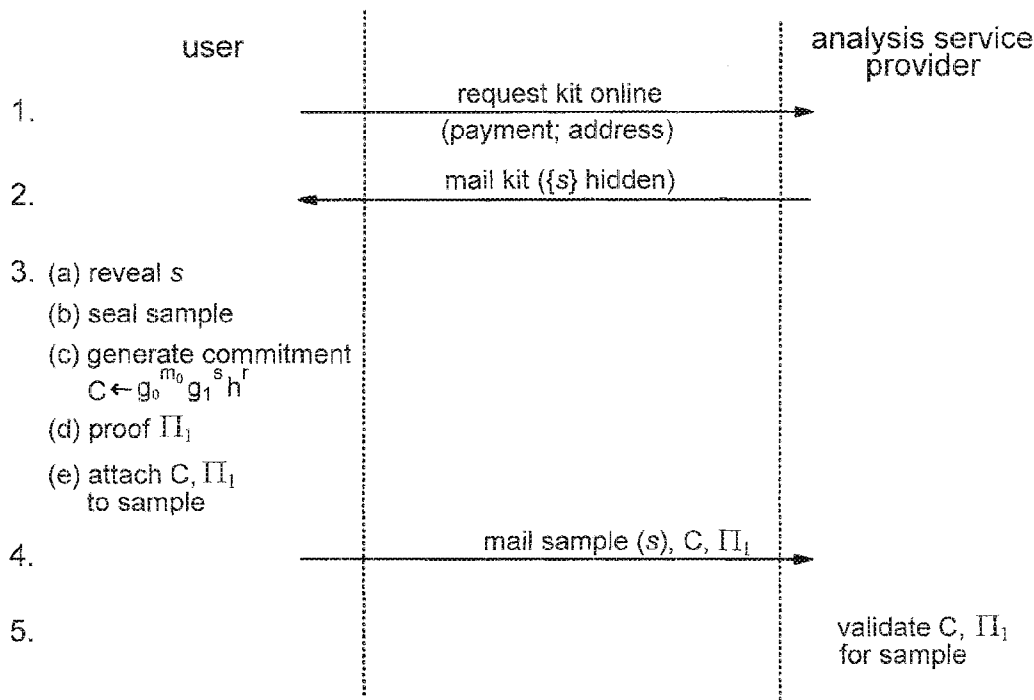 user
analysis service
provider
1.
request kit online
(payment; address)
2.
mail kit ({s} hidden)
3. (a) reveal s
(b) seal sample
(c) generate commitment
C←g₀^m₀ g₁^s h^r
(d) proof Π₁
(e) attach C, Π₁
to sample
4.
mail sample (s), C, Π₁
5.
validate C, Π₁
for sample